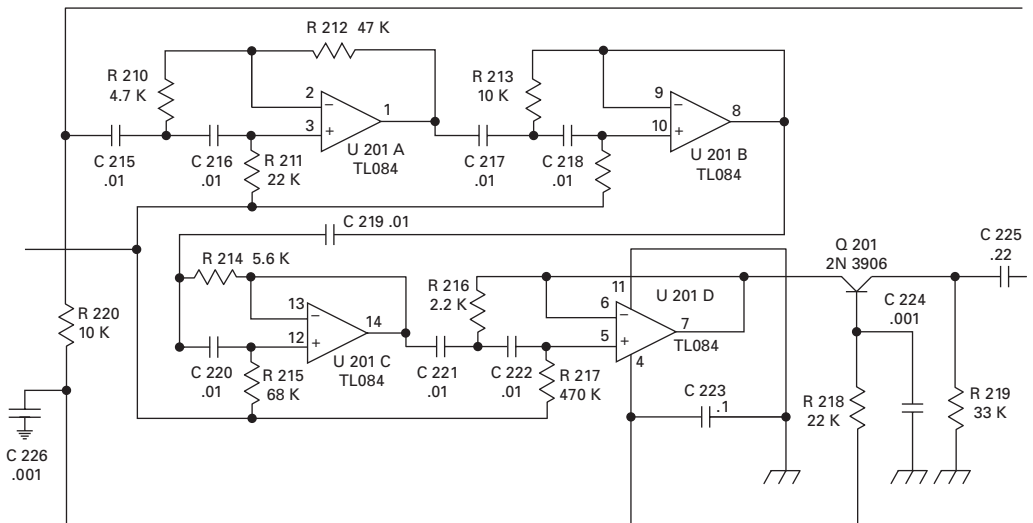 R 212 47 K
R 210
4.7 K
2
−
3
+
1
C 215
.01
C 216
.01
R 211
22 K
U 201 A
TL084
R 213
10 K
9
−
10
+
8
C 217
.01
C 218
.01
U 201 B
TL084
C 219 .01
R 214 5.6 K
13
−
12
+
14
C 220
.01
R 215
68 K
U 201 C
TL084
R 216
2.2 K
11
U 201 D
6
−
5
+
7
4
TL084
C 221
.01
C 222
.01
R 217
470 K
C 223
.1
Q 201
2N 3906
C 225
.22
C 224
.001
R 218
22 K
R 219
33 K
R 220
10 K
C 226
.001